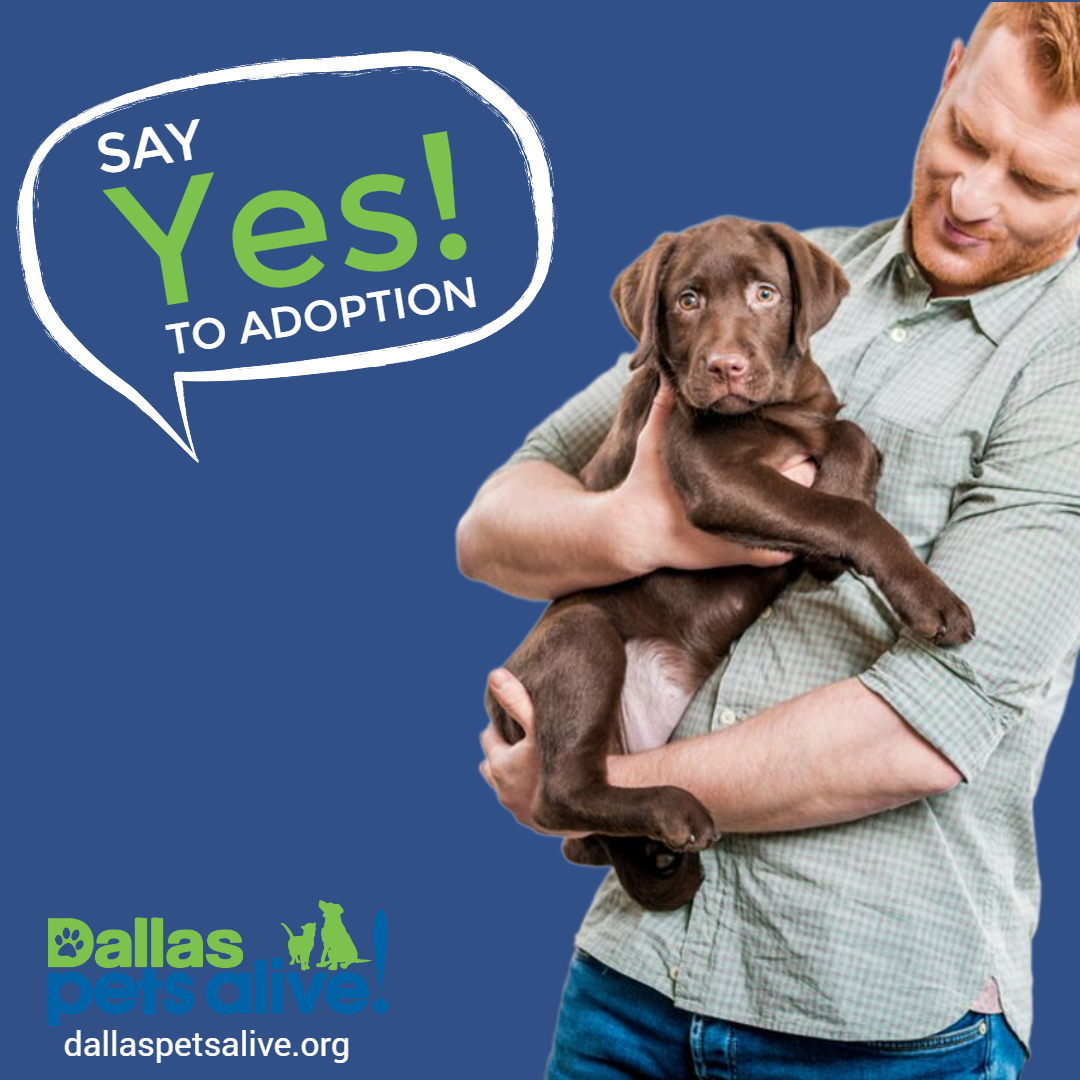 SAY
Yes!
TO ADOPTION
Dallas
pets alive!
dallaspetsalive.org